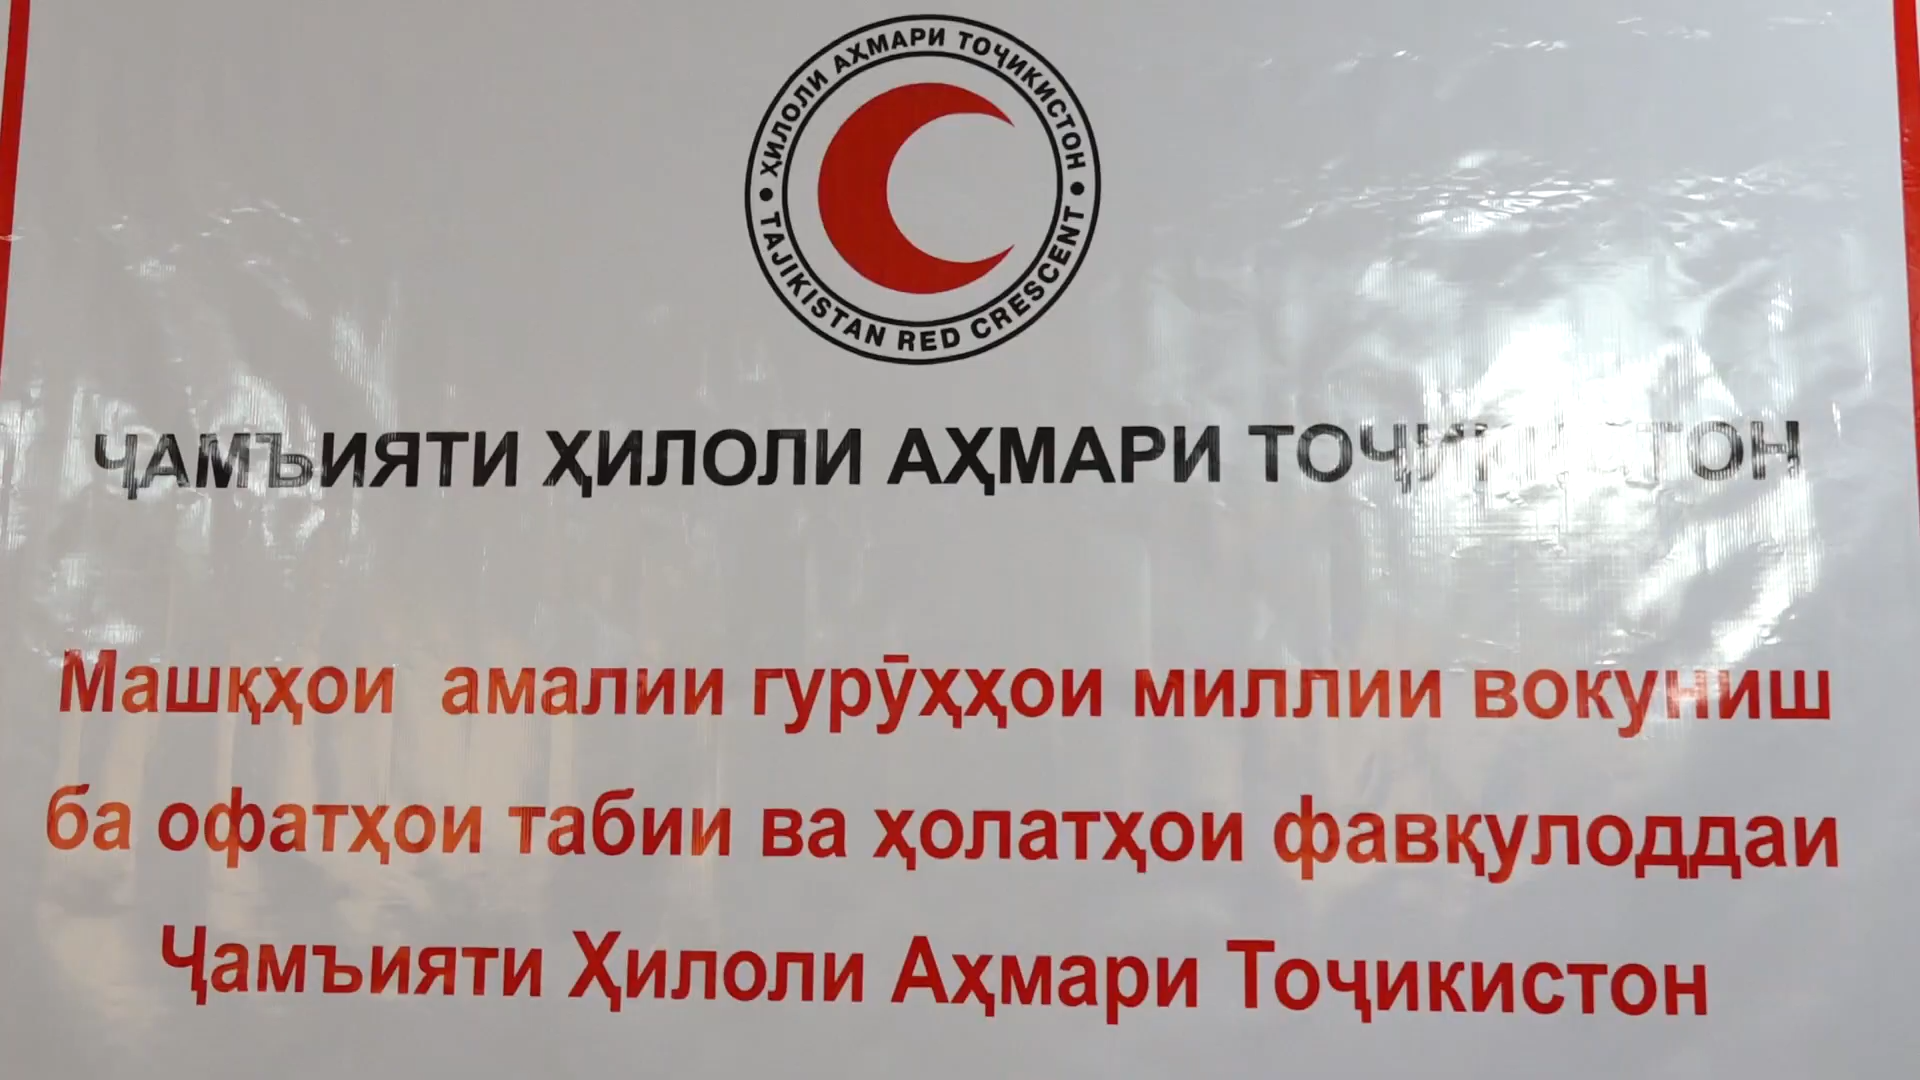 ҲИЛОЛИ АҲМАРИ ТОҶИКИСТОН
TAJIKISTAN RED CRESCENT
ҶАМЪИЯТИ ҲИЛОЛИ АҲМАРИ ТОҶИКИСТОН
Машқҳои амалии гурӯҳҳои миллии вокуниш
ба офатҳои табии ва ҳолатҳои фавқулоддаи
Ҷамъияти Ҳилоли Аҳмари Тоҷикистон